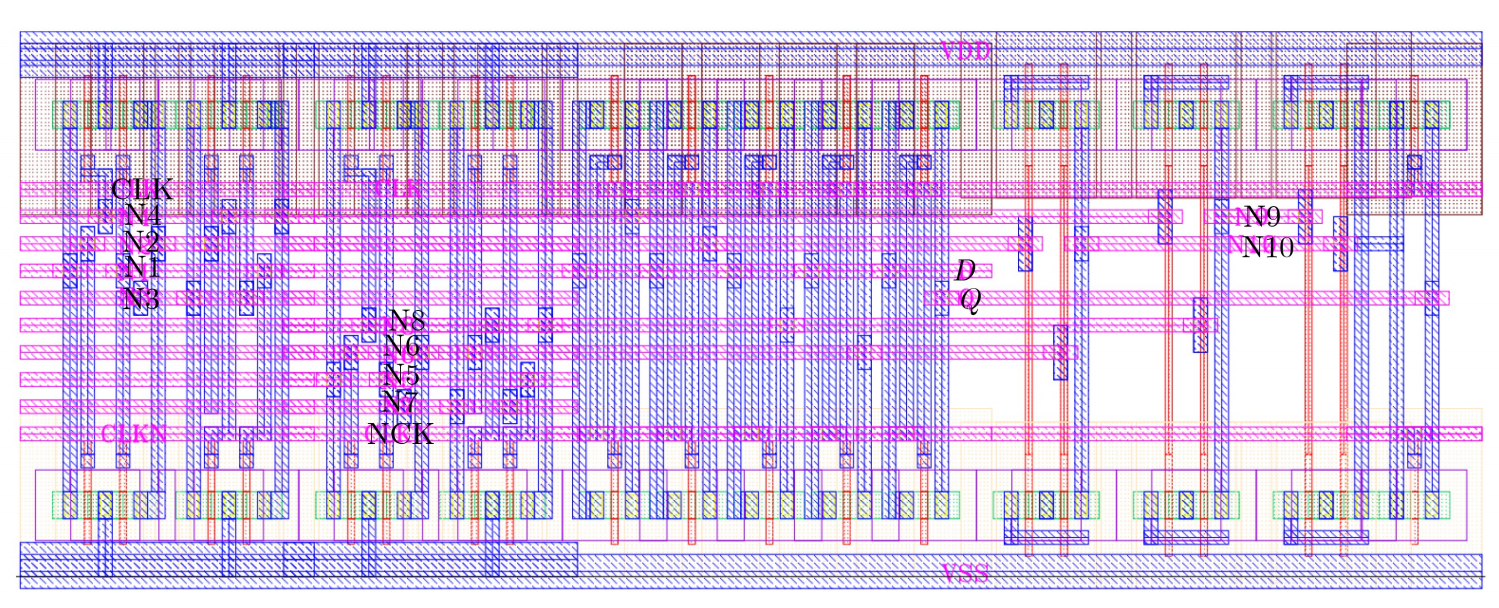 VDD
CLK CLK
N4 N9
N2 N10
N1 D
N3 Q
N8
N6
N5
N7
CLKN NCK
VSS